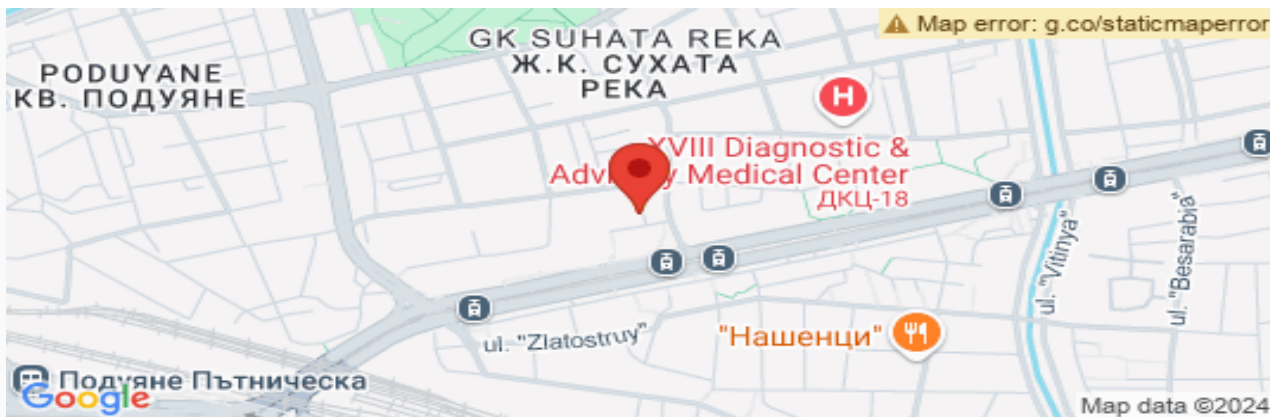 Map error: g.co/staticmaperror
GK SUHATA REKA
Ж.К. СУХАТА
РЕКА
PODUYANE
КВ. ПОДУЯНЕ
H
XVIII Diagnostic &
Medical Center
ДКЦ-18
ul. "Vitinya"
ul. "Besarabia"
ul. "Zlatostruy"
"Нашенци"
Подуяне Пътническа
Google
Map data ©2024